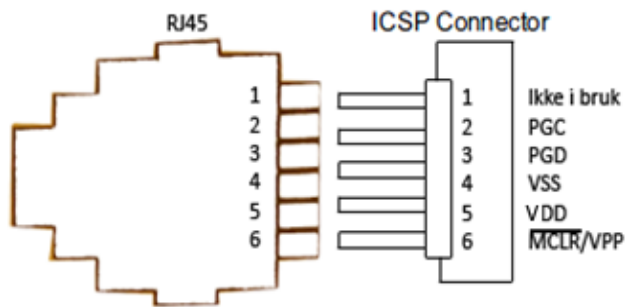 RJ45
ICSP Connector
1 1 Ikke i bruk
2 2 PGC
3 3 PGD
4 4 VSS
5 5 VDD
6 6 MCLR/VPP